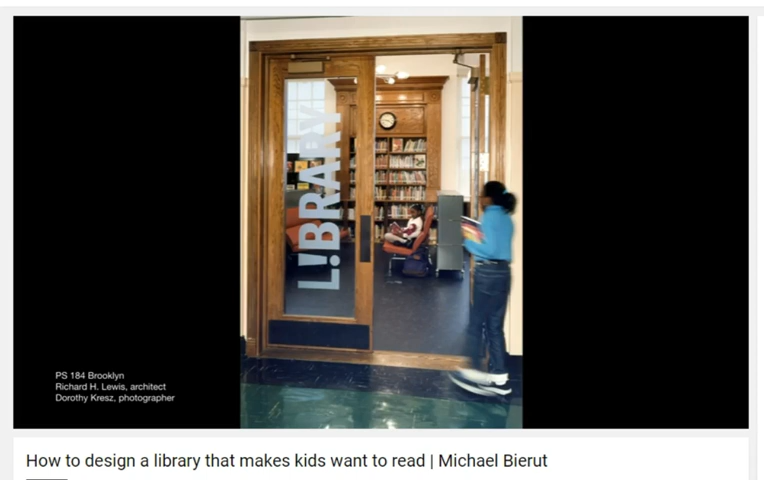 L!BRARY
PS 184 Brooklyn
Richard H. Lewis, architect
Dorothy Kresz, photographer
How to design a library that makes kids want to read | Michael Bierut